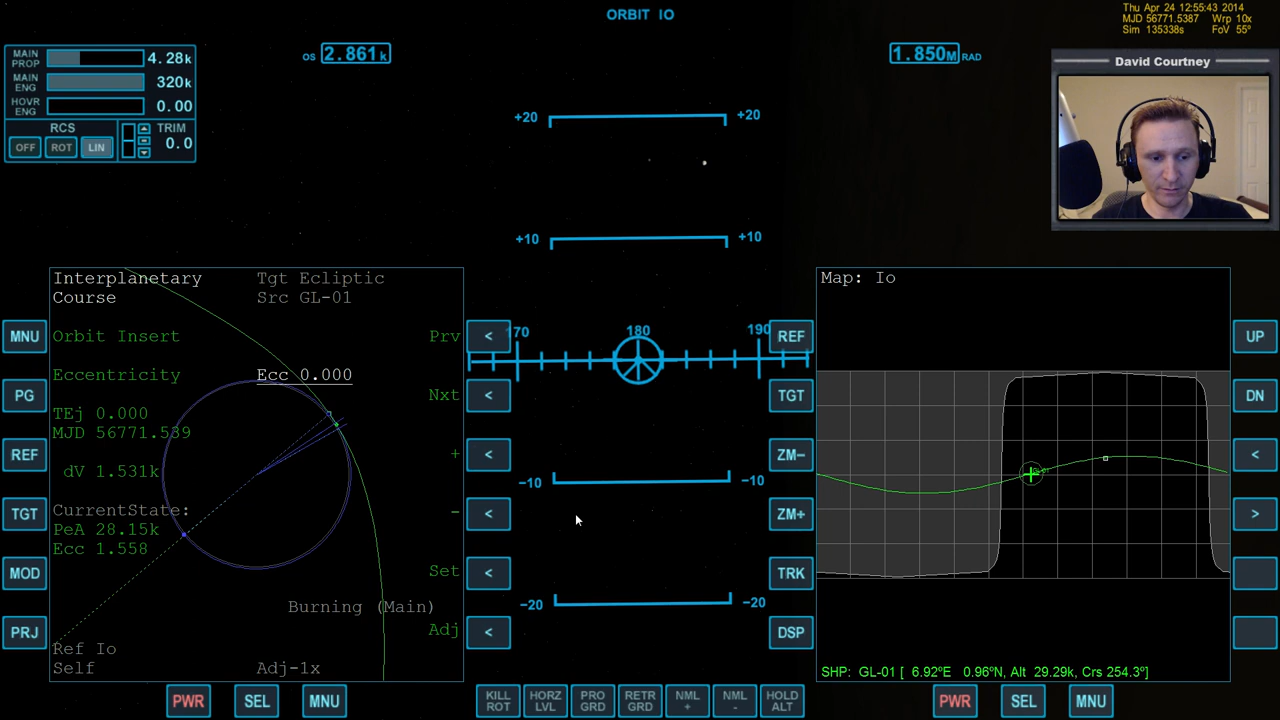 ORBIT IO
Thu Apr 24 12:55:43 2014
MJD 56771.5387 Wrp 10x
Sim 135338s FoV 55°
MAIN PROP 4.28k
MAIN ENG 320k
HOVR ENG 0.00
RCS TRIM
0.0
OFF ROT LIN
OS 2.861k
1.850M RAD
David Courtney
+20 +20
+10 +10
170 180 190
-10 -10
-20 -20
Interplanetary Tgt Ecliptic
Course Src GL-01
Orbit Insert Prv
Eccentricity Ecc 0.000
Nxt
TEj 0.000
MJD 56771.539
+
dV 1.531k
CurrentState: -
PeA 28.15k
Ecc 1.558
Set
Burning (Main)
Adj
Ref Io
Self Adj-1x
MNU
PG
REF
TGT
MOD
PRJ
<
<
<
<
<
<
PWR SEL MNU
KILL ROT
HORZ LVL
PRO GRD
RETR GRD
NML +
NML -
HOLD ALT
REF
TGT
ZM-
ZM+
TRK
DSP
Map: Io
SHP: GL-01 [ 6.92°E 0.96°N, Alt 29.29k, Crs 254.3°]
UP
DN
<
>
PWR SEL MNU